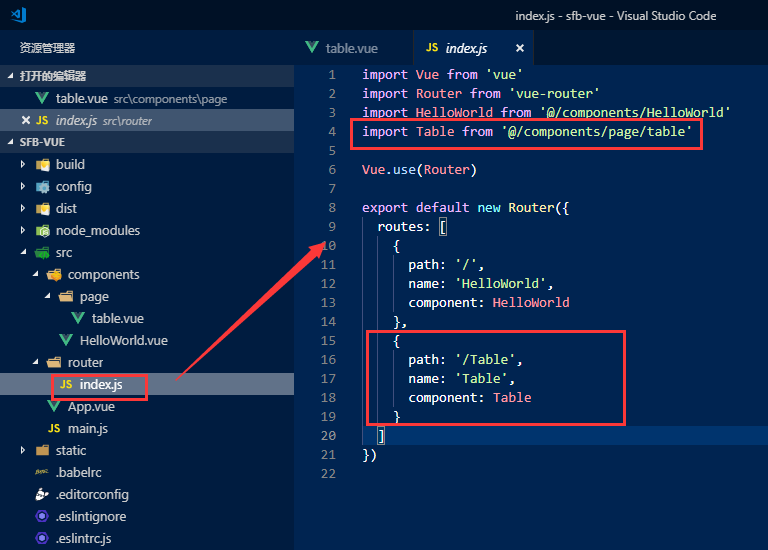 index.js - sfb-vue - Visual Studio Code
资源管理器
打开的编辑器
table.vue src\components\page
index.js src\router
SFB-VUE
build
config
dist
node_modules
src
components
page
table.vue
HelloWorld.vue
router
JS index.js
App.vue
JS main.js
static
.babelrc
.editorconfig
.eslintignore
.eslintrc.js
table.vue
JS index.js
1 import Vue from 'vue'
2 import Router from 'vue-router'
3 import HelloWorld from '@/components/HelloWorld'
4 import Table from '@/components/page/table'
5
6 Vue.use(Router)
7
8 export default new Router({
9 routes: [
10 {
11 path: '/',
12 name: 'HelloWorld',
13 component: HelloWorld
14 },
15 {
16 path: '/Table',
17 name: 'Table',
18 component: Table
19 }
20 ]
21 })
22